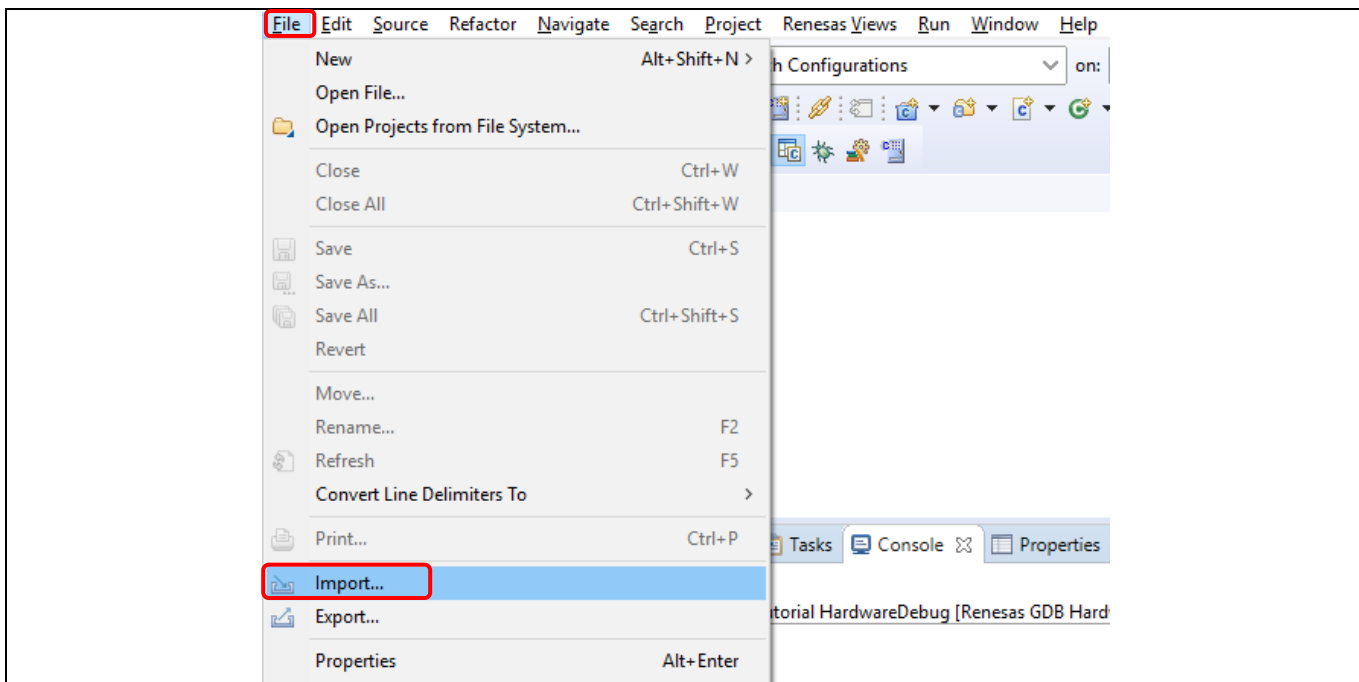 File Edit Source Refactor Navigate Search Project Renesas Views Run Window Help
New Alt+Shift+N >
h Configurations on:
Open File...
Open Projects from File System...
Close Ctrl+W
Close All Ctrl+Shift+W
Save Ctrl+S
Save As...
Save All Ctrl+Shift+S
Revert
Move...
Rename... F2
Refresh F5
Convert Line Delimiters To >
Print... Ctrl+P
Tasks Console Properties
Import...
Export...
torial HardwareDebug [Renesas GDB Hard
Properties Alt+Enter